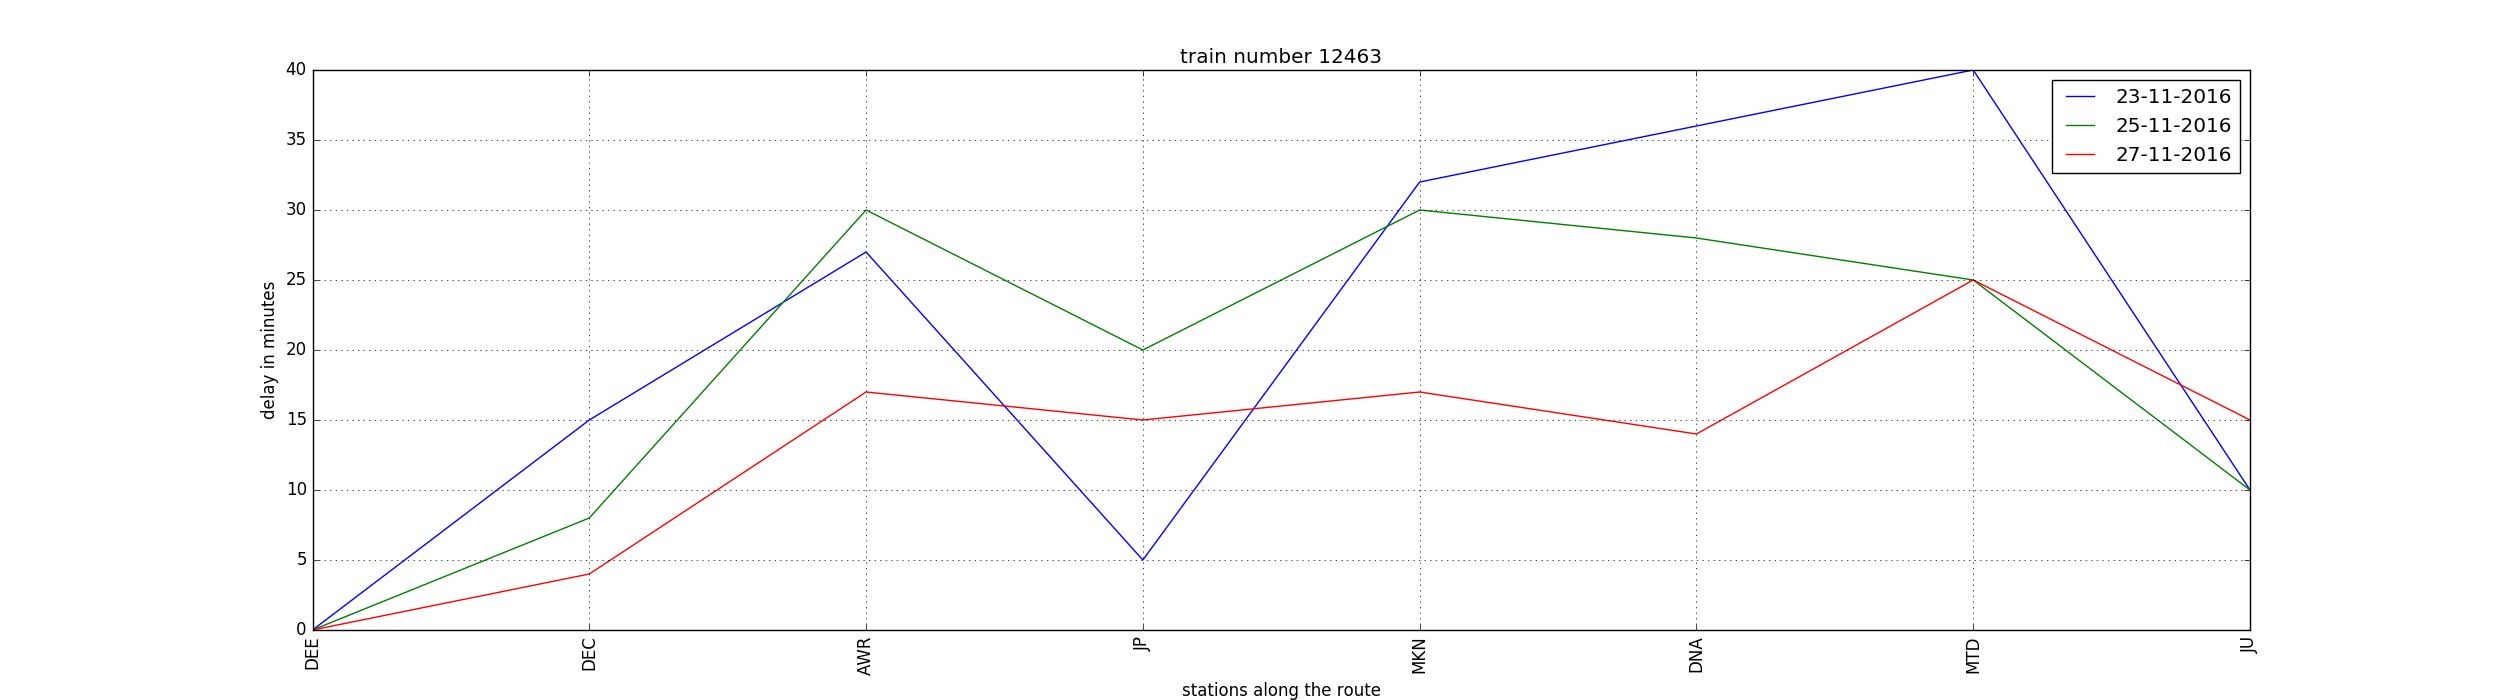 train number 12463
40
35
30
25
20
15
10
5
0
delay in minutes
23-11-2016
25-11-2016
27-11-2016
DEE
DEC
AWR
JP
MKN
DNA
MTD
JU
stations along the route